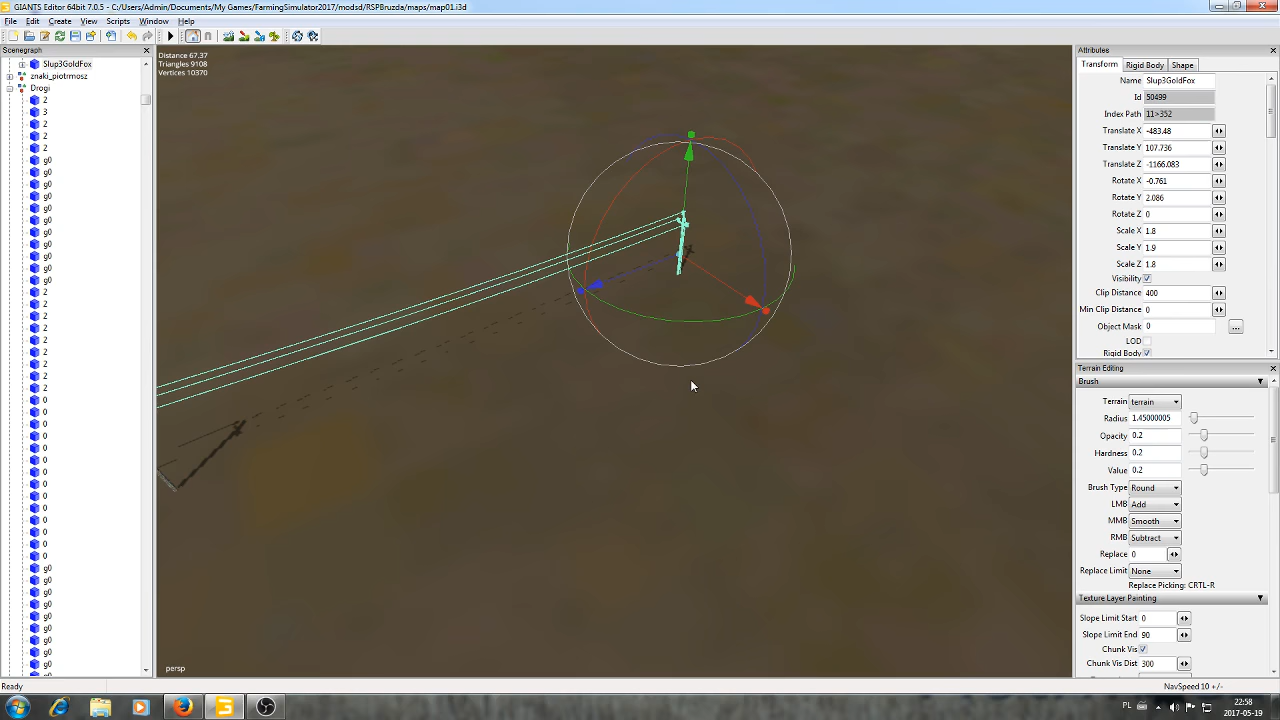 GIANTS Editor 64bit 7.0.5 - C:/Users/Admin/Documents/My Games/FarmingSimulator2017/modsd/RSPBruzda/maps/map01.i3d
File Edit Create View Scripts Window Help
Scenegraph
Slup3GoldFox
znaki_piotrmosz
Drogi
2
3
2
2
2
g0
g0
g0
g0
g0
g0
g0
g0
g0
g0
g0
2
2
2
2
2
2
2
2
2
0
0
0
0
0
0
0
0
0
0
0
0
0
0
g0
g0
g0
g0
g0
g0
g0
g0
g0
Distance 67.37
Triangles 9108
Vertices 10370
persp
Attributes
Transform Rigid Body Shape
Name Slup3GoldFox
Id 50499
Index Path 11>352
Translate X -483.48
Translate Y 107.736
Translate Z -1166.083
Rotate X -0.761
Rotate Y 2.086
Rotate Z 0
Scale X 1.8
Scale Y 1.9
Scale Z 1.8
Visibility
Clip Distance 400
Min Clip Distance 0
Object Mask 0 ...
LOD
Rigid Body
Terrain Editing
Brush
Terrain terrain
Radius 1.45000005
Opacity 0.2
Hardness 0.2
Value 0.2
Brush Type Round
LMB Add
MMB Smooth
RMB Subtract
Replace 0
Replace Limit None
Replace Picking: CRTL-R
Texture Layer Painting
Slope Limit Start 0
Slope Limit End 90
Chunk Vis
Chunk Vis Dist 300
Ready
NavSpeed 10 +/-
PL
22:58
2017-05-19